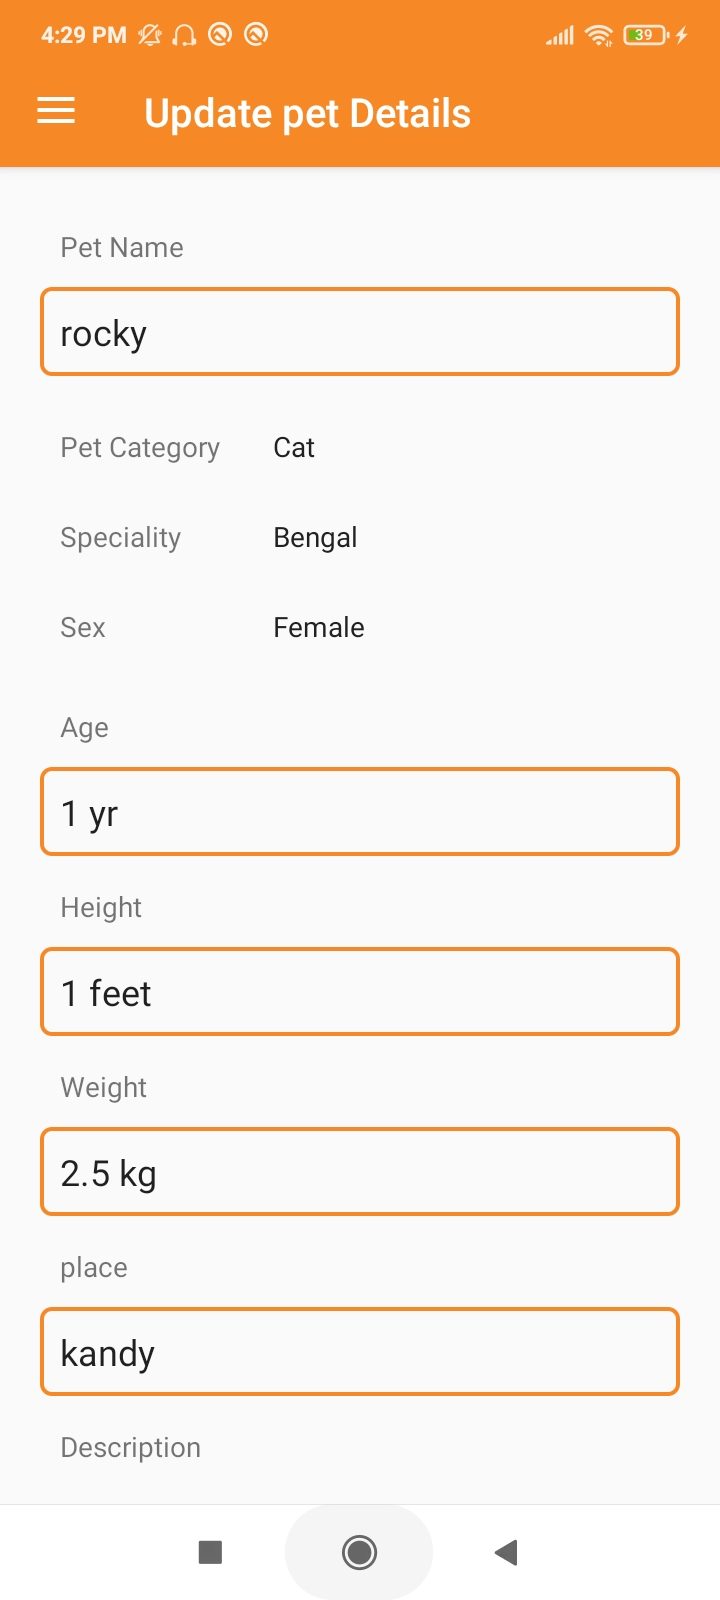 4:29 PM 39
Update pet Details
Pet Name
rocky
Pet Category Cat
Speciality Bengal
Sex Female
Age
1 yr
Height
1 feet
Weight
2.5 kg
place
kandy
Description